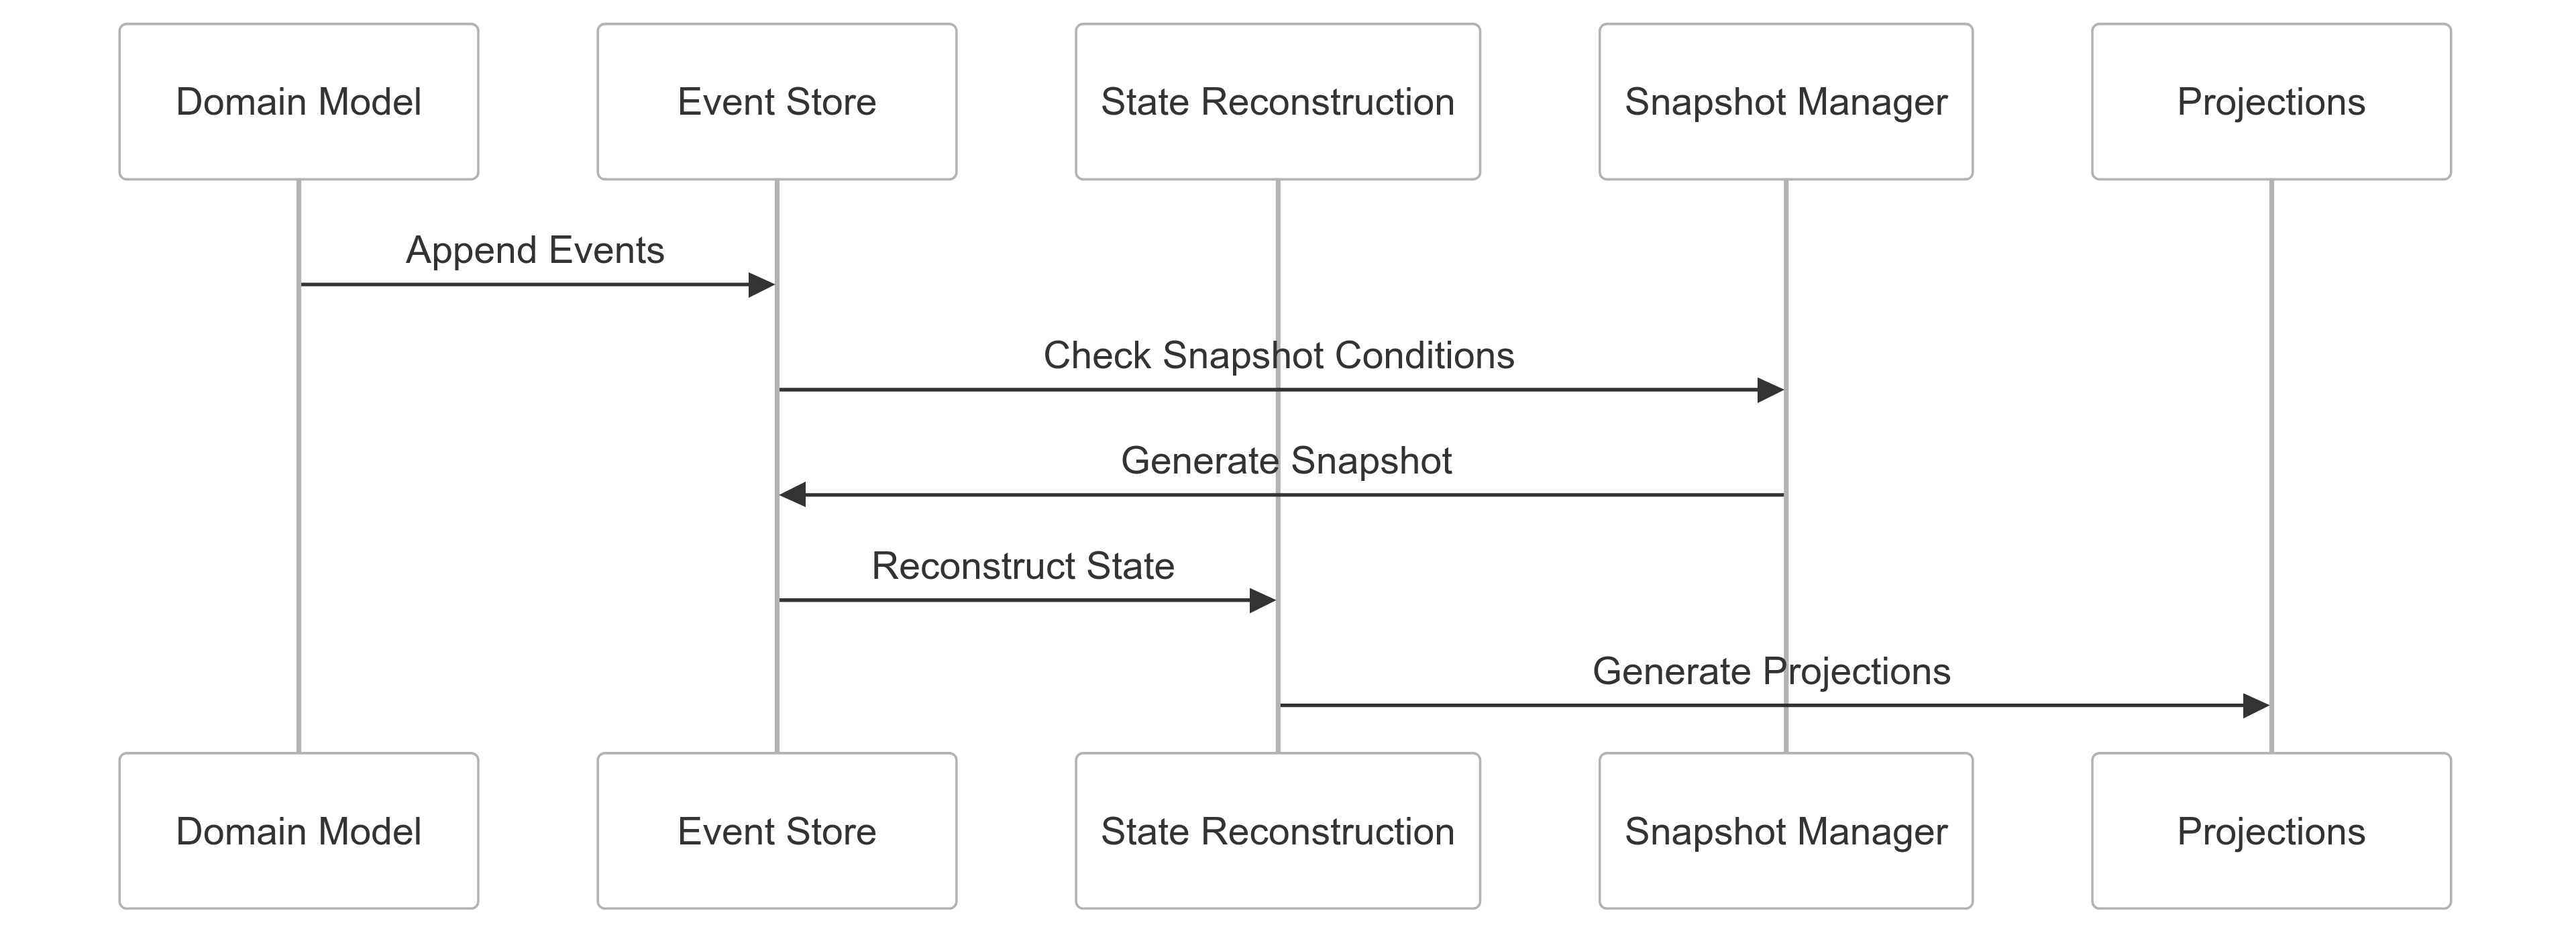 Domain Model
Event Store
State Reconstruction
Snapshot Manager
Projections
Append Events
Check Snapshot Conditions
Generate Snapshot
Reconstruct State
Generate Projections
Domain Model
Event Store
State Reconstruction
Snapshot Manager
Projections